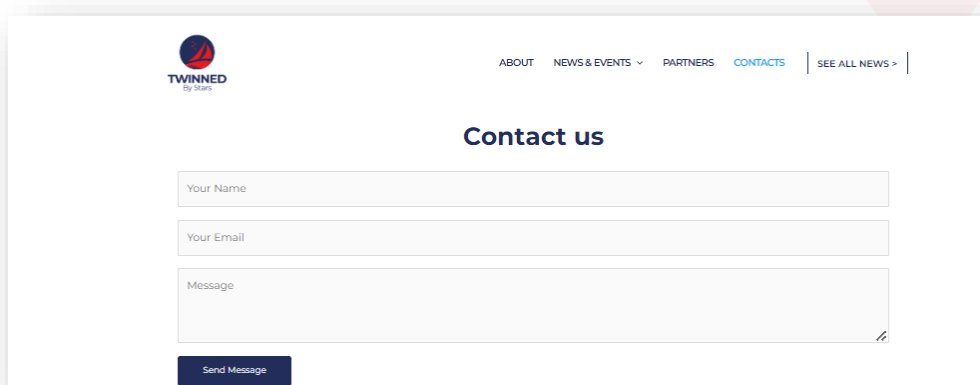 TWINNED
By Stars
ABOUT NEWS & EVENTS PARTNERS CONTACTS SEE ALL NEWS >
Contact us
Your Name
Your Email
Message
Send Message